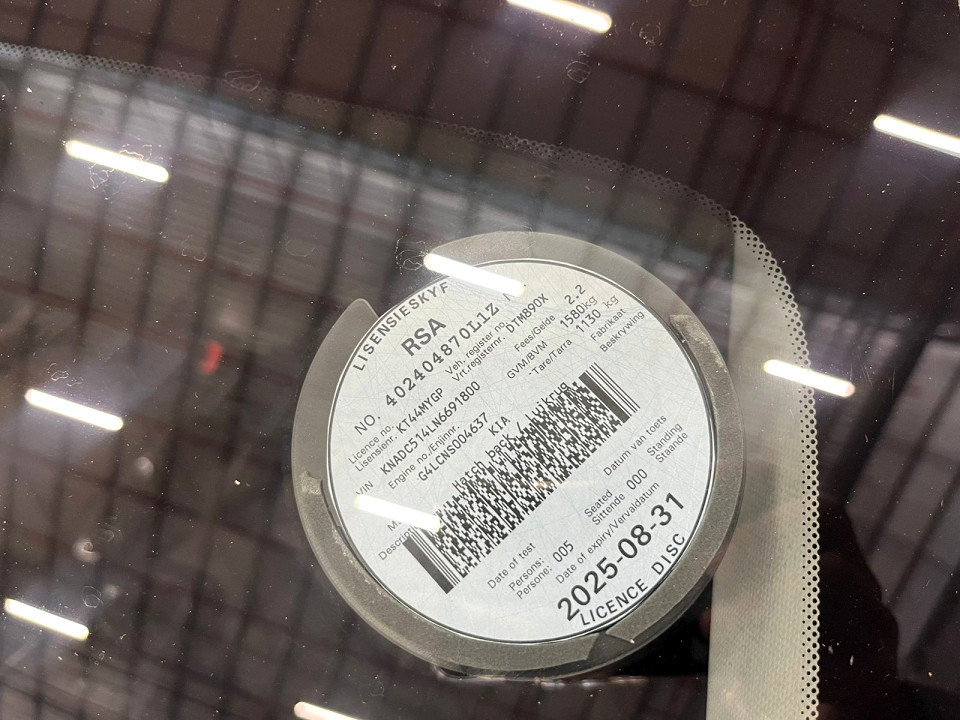 LISENSIESKYF
RSA
NO. 40240487OL1Z
Licence no.
Lisensienr. KT44MYGP
Veh. register no.
Vrt.registernr. DTM890X
VIN KNADC514LN6691800
Fees/Gelde 2.2
Engine no./Enjinnr. G4LCNS004637
GVM/BVM 1580kg
Tare/Tarra 1130 kg
KIA
Fabrikaat
Beskrywing
Hatch back / Luikrug
Date of test
Datum van toets
Persons: 005
Persone:
Seated
Sittende 000
Standing
Staande
Date of expiry/Vervaldatum
2025-08-31
LICENCE DISC